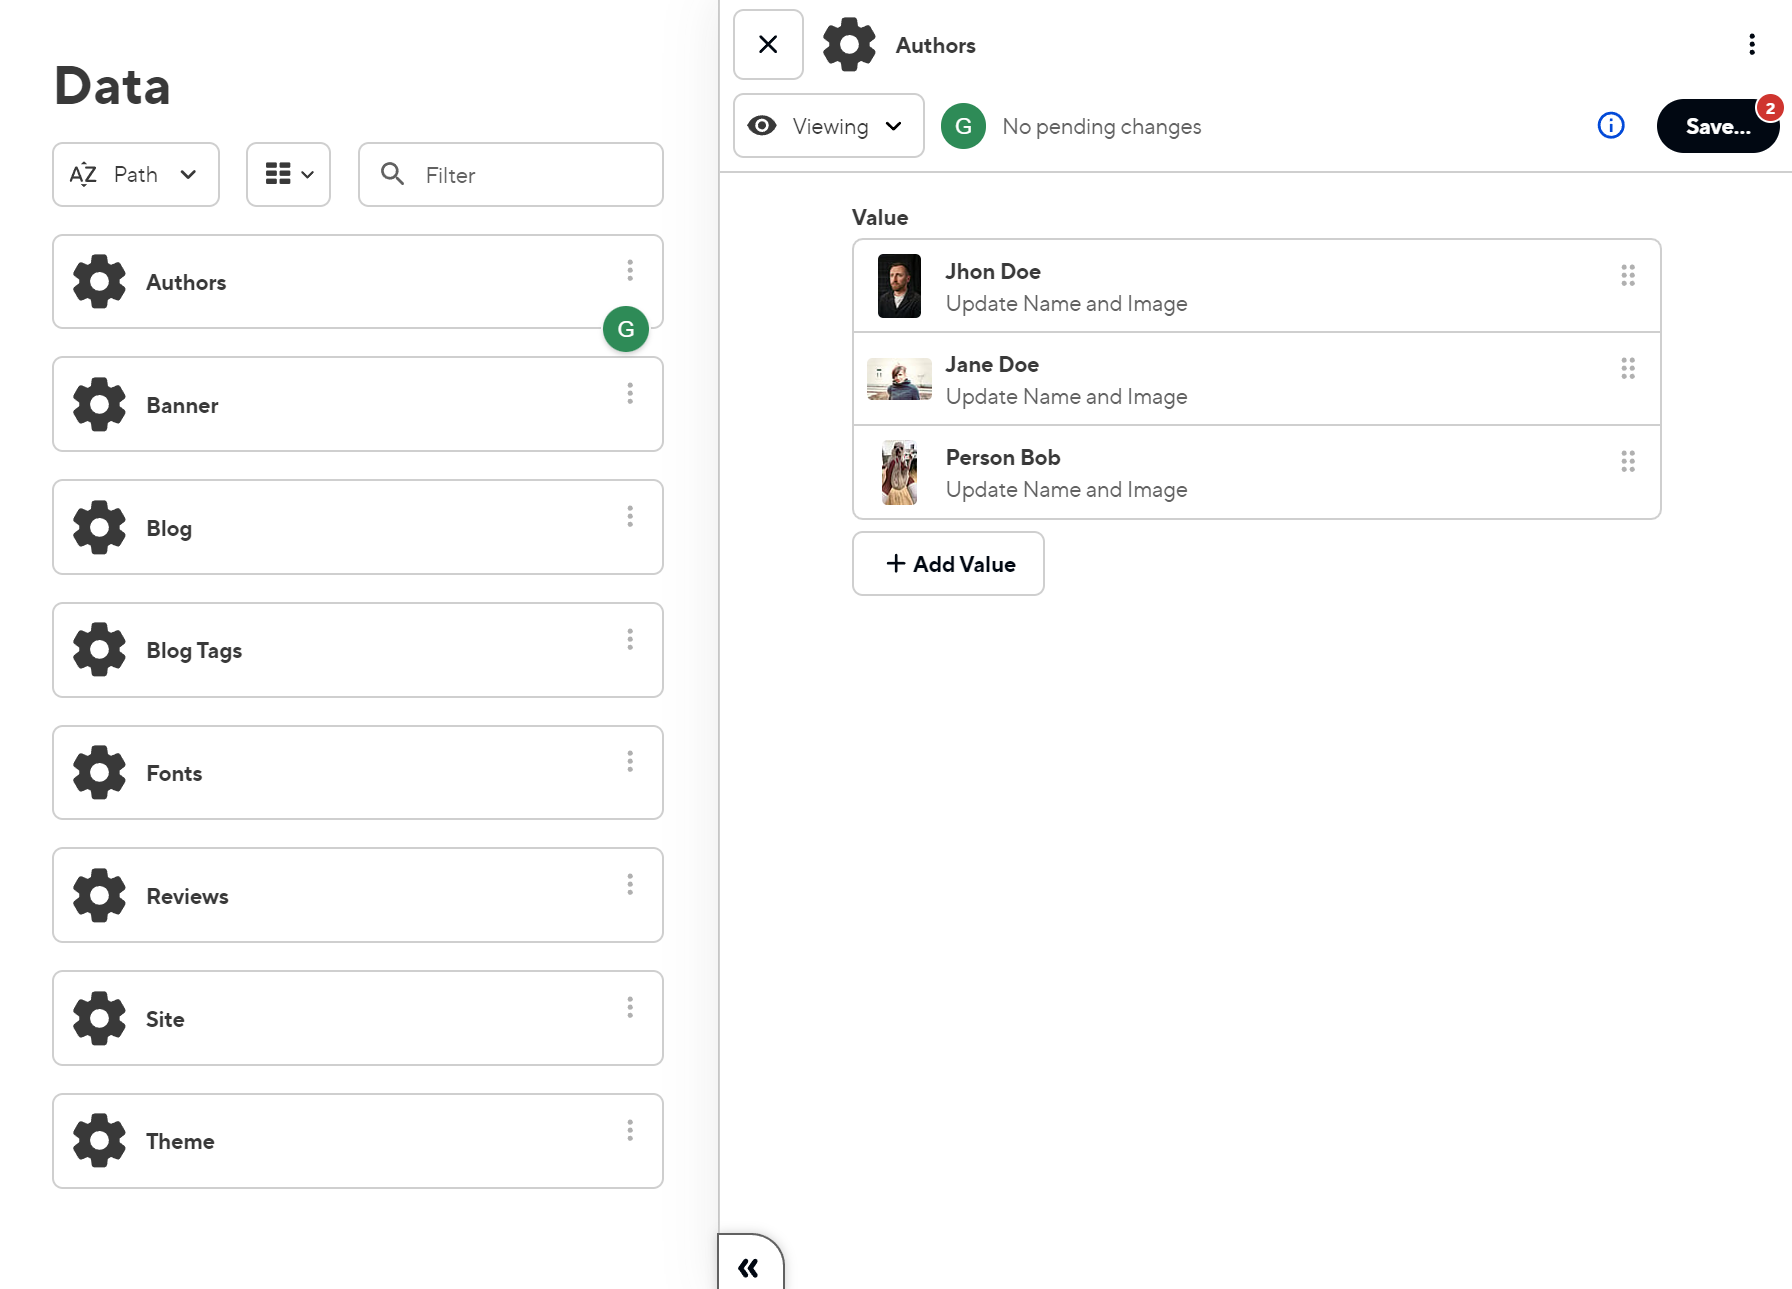 Data
AZ Path
Filter
Authors
G
Banner
Blog
Blog Tags
Fonts
Reviews
Site
Theme
Authors
Viewing
G No pending changes
Save...
2
Value
Jhon Doe
Update Name and Image
Jane Doe
Update Name and Image
Person Bob
Update Name and Image
+ Add Value